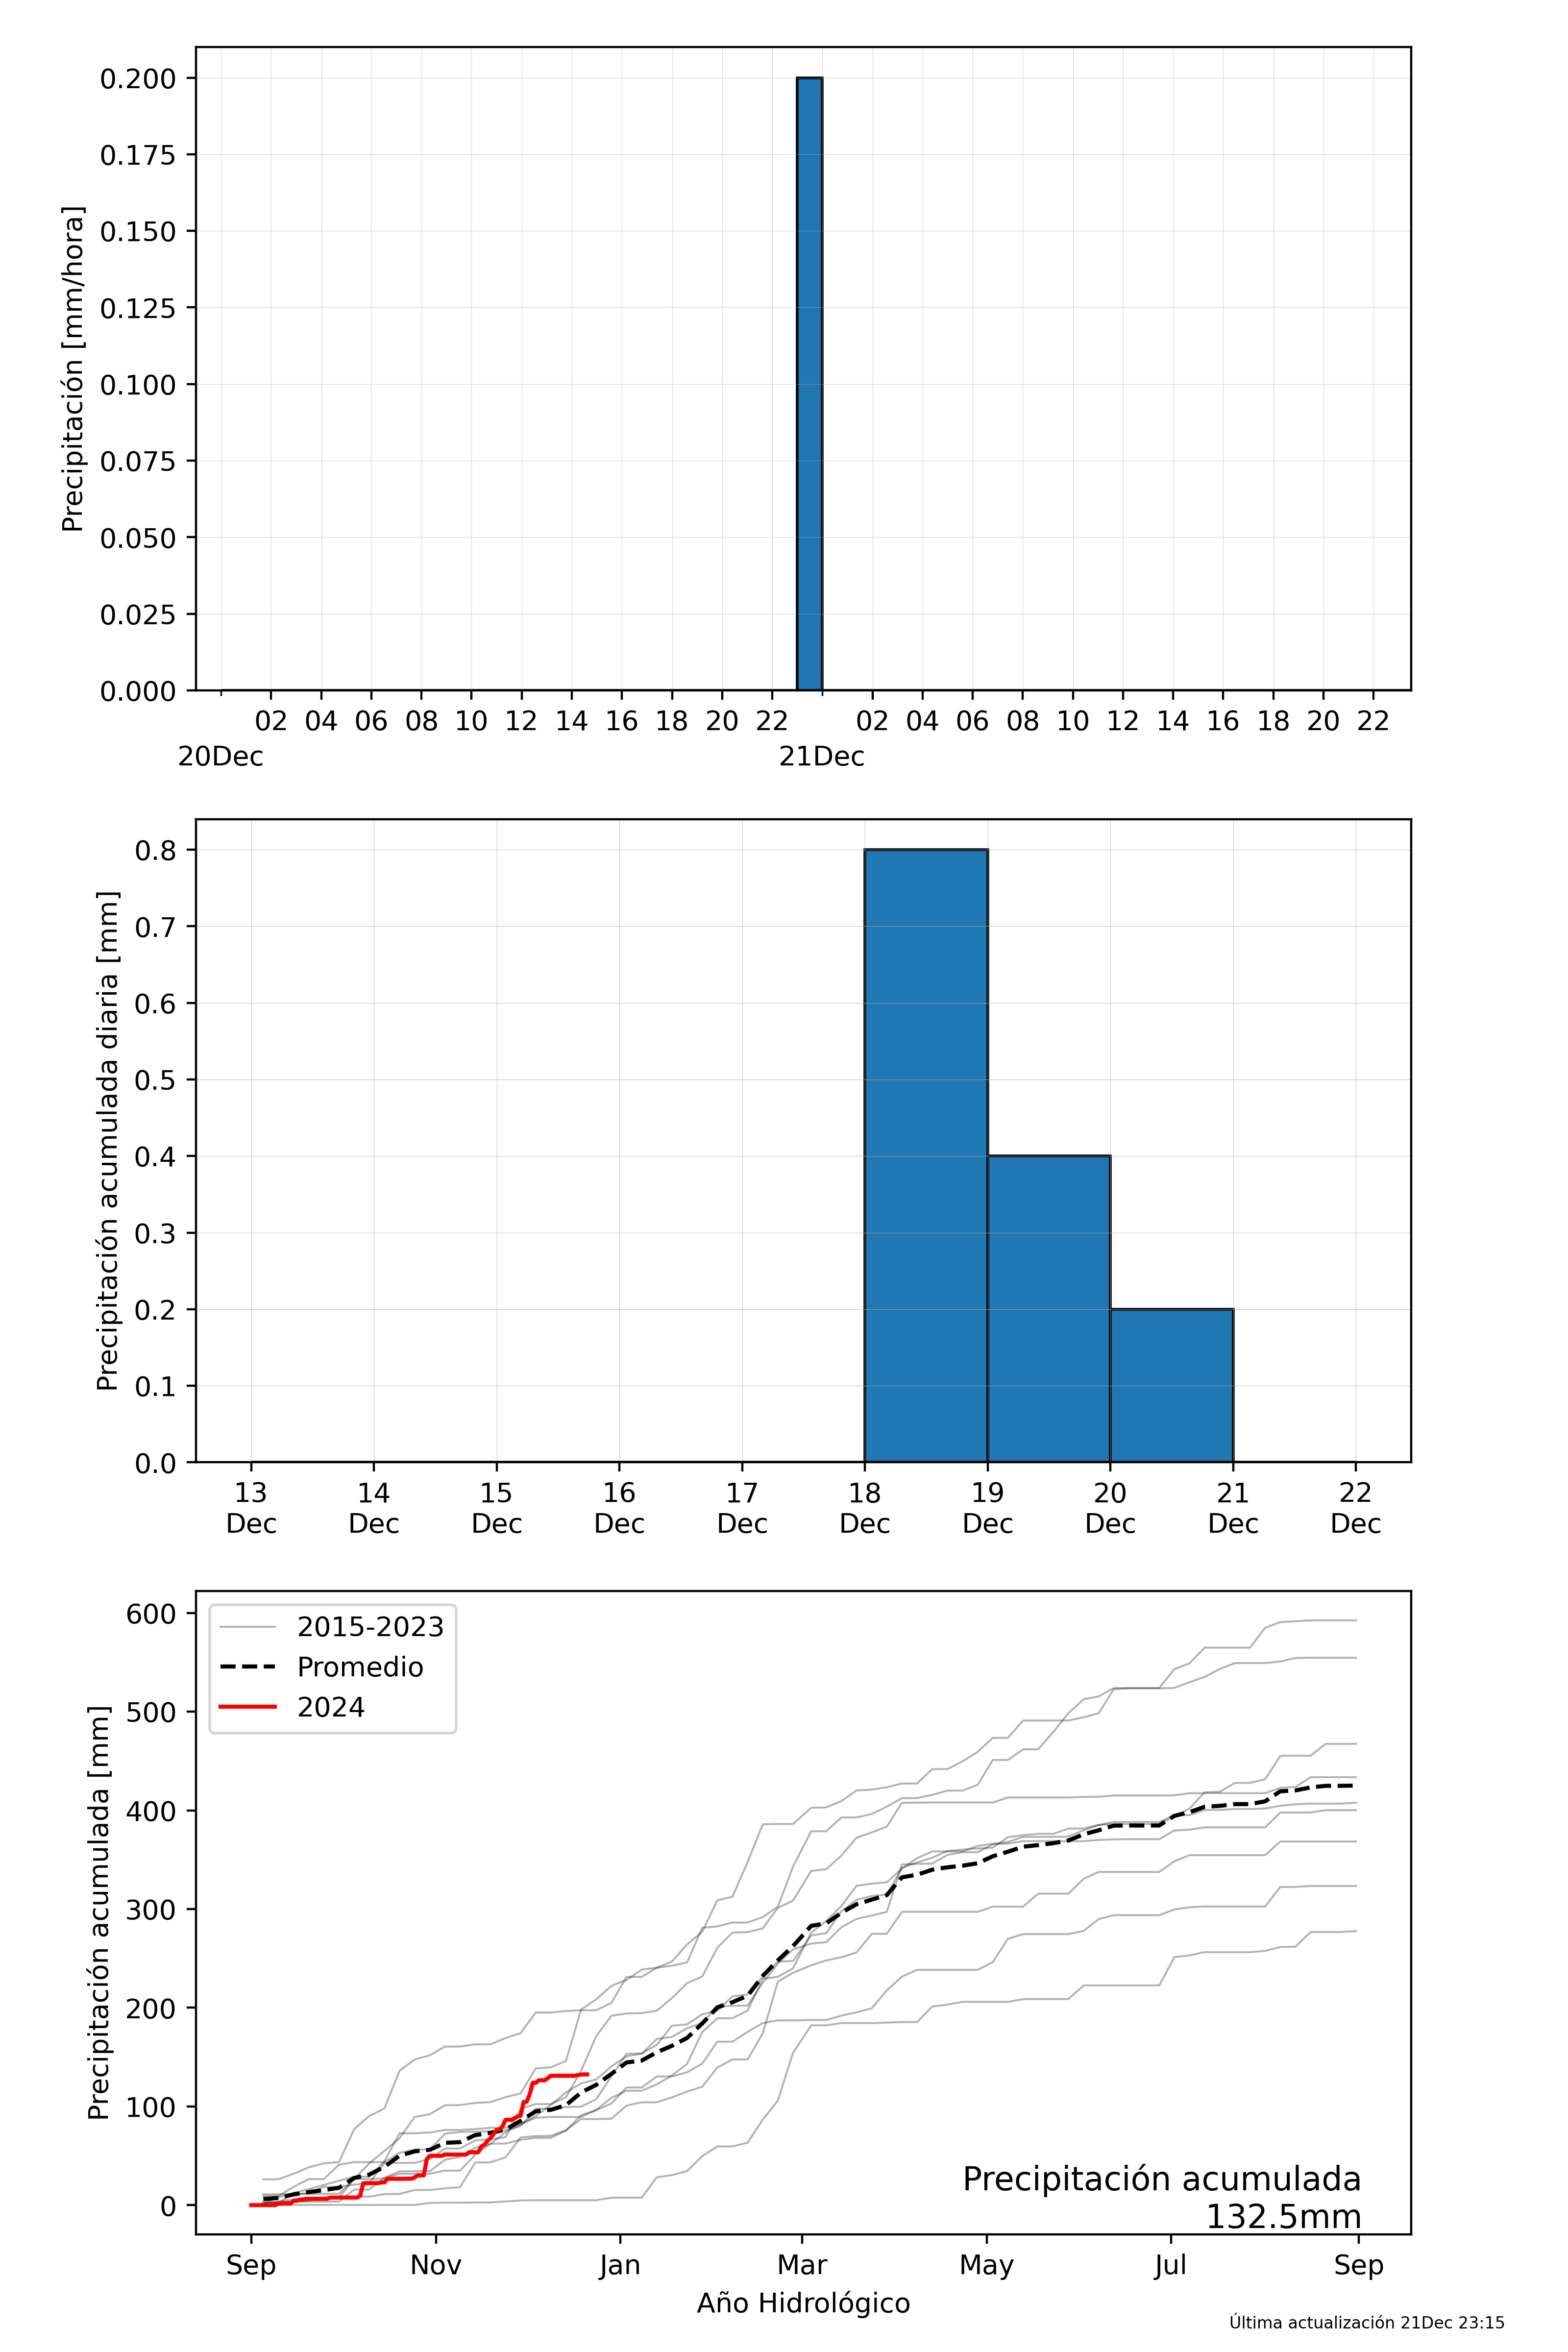 Precipitación [mm/hora]
0.200
0.175
0.150
0.125
0.100
0.075
0.050
0.025
0.000
02 04 06 08 10 12 14 16 18 20 22 02 04 06 08 10 12 14 16 18 20 22
20Dec 21Dec
Precipitación acumulada diaria [mm]
0.8
0.7
0.6
0.5
0.4
0.3
0.2
0.1
0.0
13 14 15 16 17 18 19 20 21 22
Dec Dec Dec Dec Dec Dec Dec Dec Dec Dec
Precipitación acumulada [mm]
600
500
400
300
200
100
0
2015-2023
Promedio
2024
Precipitación acumulada
132.5mm
Sep Nov Jan Mar May Jul Sep
Año Hidrológico
Última actualización 21Dec 23:15